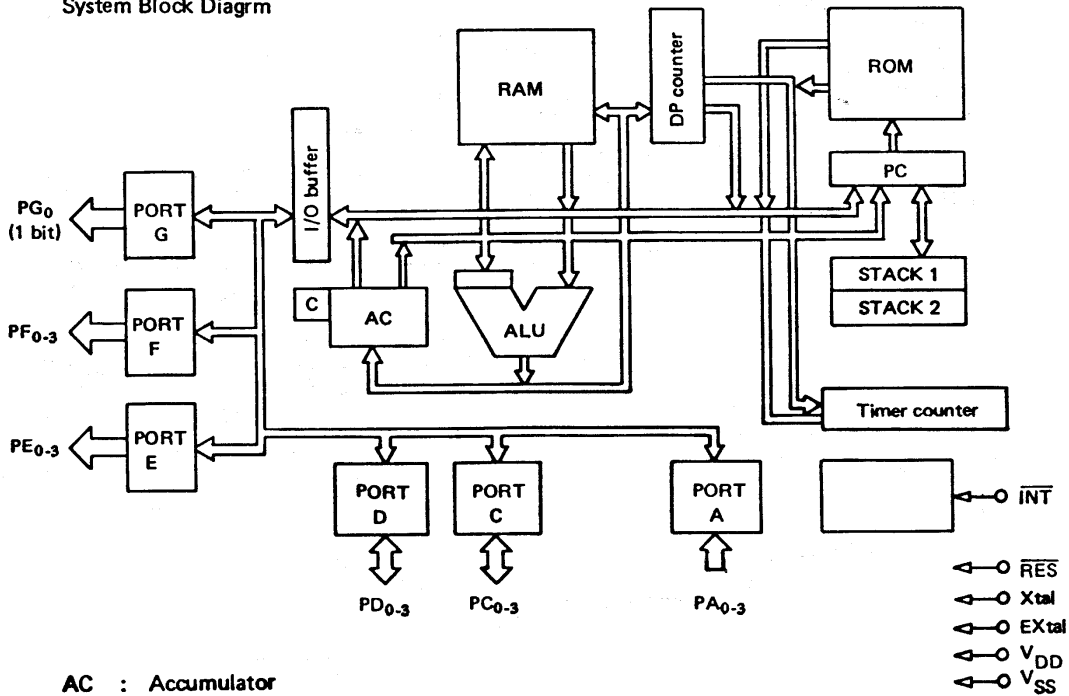 System Block Diagrm
RAM
DP counter
ROM
PC
I/O buffer
PG0
(1 bit)
PORT
G
STACK 1
STACK 2
C
AC
ALU
PF0-3
PORT
F
Timer counter
PE0-3
PORT
E
PORT
D
PORT
C
PORT
A
INT
RES
Xtal
EXtal
VDD
VSS
PD0-3
PC0-3
PA0-3
AC : Accumulator